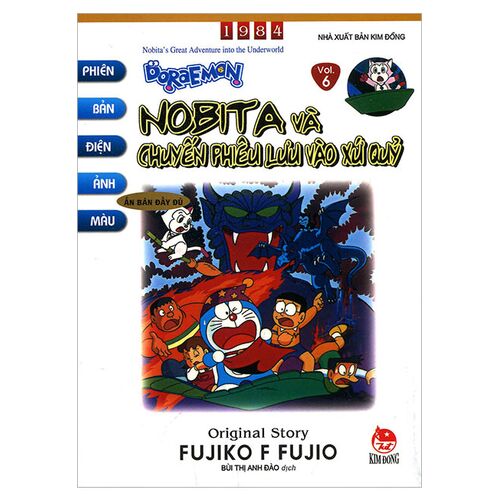 1984
NHÀ XUẤT BẢN KIM ĐỒNG
Nobita's Great Adventure into the Underworld
DORAEMON
Vol. 6
NOBITA VÀ
CHUYẾN PHIÊU LƯU VÀO XỨ QUỶ
PHIÊN
BẢN
ĐIỆN
ẢNH
MÀU
ẤN BẢN ĐẦY ĐỦ
Original Story
FUJIKO F FUJIO
BÙI THỊ ANH ĐÀO dịch
KIM ĐỒNG